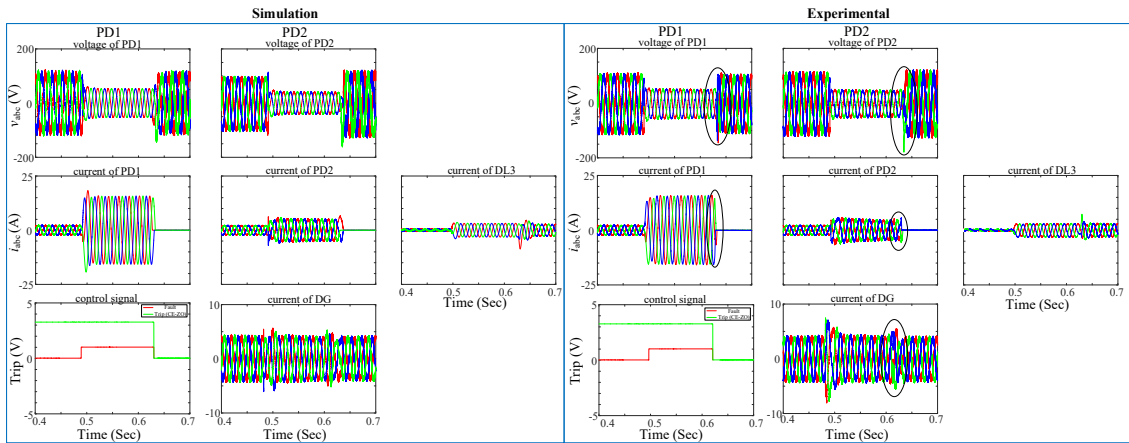 Simulation
Experimental
PD1
PD2
PD1
PD2
voltage of PD1
voltage of PD2
voltage of PD1
voltage of PD2
200
0
-200
v_abc (V)
200
0
-200
v_abc (V)
current of PD1
current of PD2
current of DL3
current of PD1
current of PD2
current of DL3
25
0
-25
i_abc (A)
0.4 0.5 0.6 0.7
Time (Sec)
25
0
-25
i_abc (A)
0.4 0.5 0.6 0.7
Time (Sec)
control signal
current of DG
control signal
current of DG
5
0
-5
Trip (V)
Fault
Trip (CE-ZOI)
10
0
-10
5
0
-5
Trip (V)
Fault
Trip (CE-ZOI)
10
0
-10
0.4 0.5 0.6 0.7
0.4 0.5 0.6 0.7
0.4 0.5 0.6 0.7
0.4 0.5 0.6 0.7
Time (Sec)
Time (Sec)
Time (Sec)
Time (Sec)